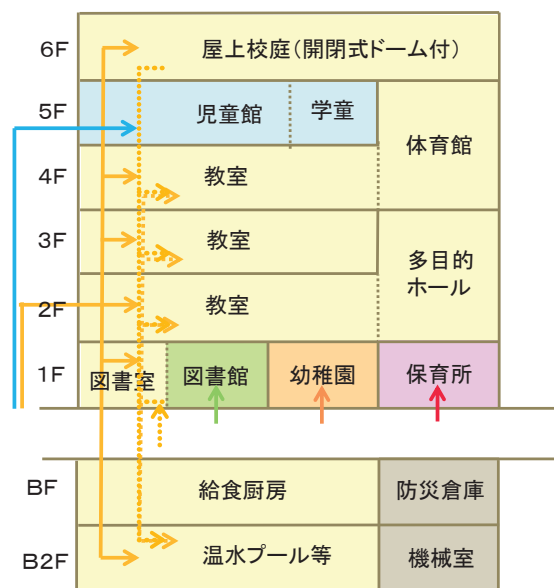 6F
屋上校庭(開閉式ドーム付)
5F
児童館
学童
体育館
4F
教室
3F
教室
多目的
ホール
2F
教室
1F
図書室
図書館
幼稚園
保育所
BF
給食厨房
防災倉庫
B2F
温水プール等
機械室